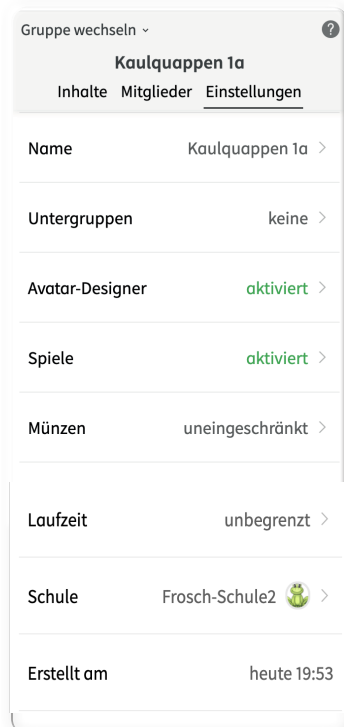 Gruppe wechseln
?
Kaulquappen 1a
Inhalte Mitglieder Einstellungen
Name Kaulquappen 1a
Untergruppen keine
Avatar-Designer aktiviert
Spiele aktiviert
Münzen uneingeschränkt
Laufzeit unbegrenzt
Schule Frosch-Schule2
Erstellt am heute 19:53